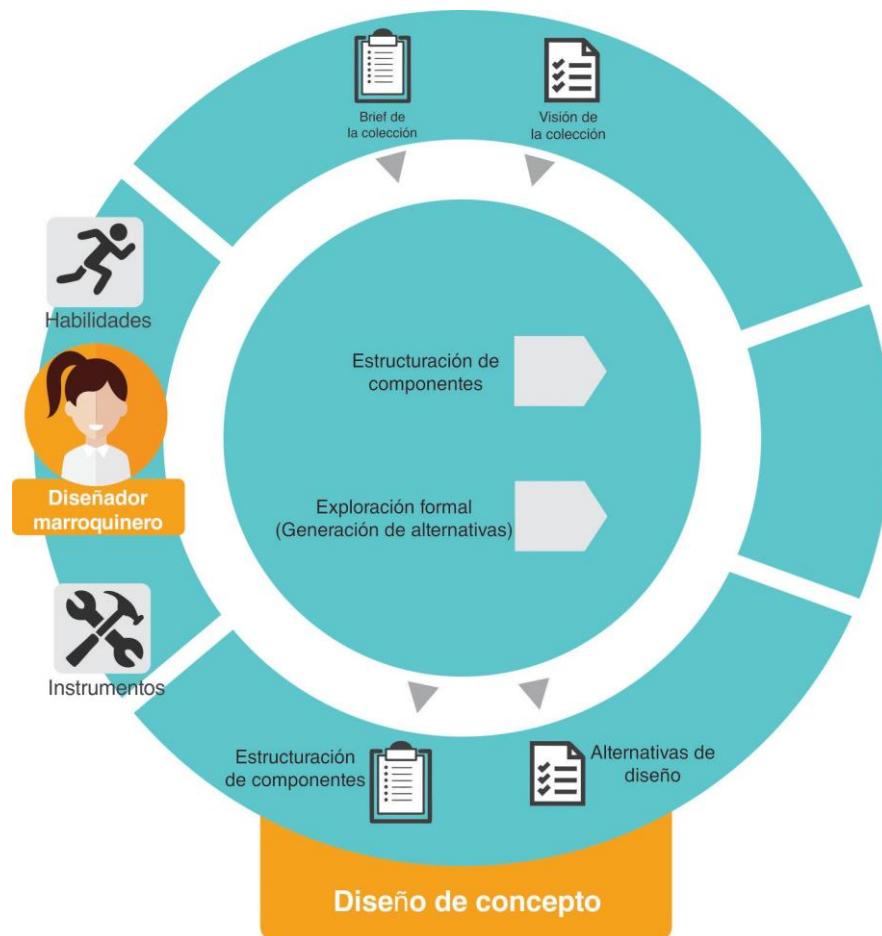 Brief de
la colección
Visión de
la colección
Habilidades
Estructuración de
componentes
Diseñador
marroquinero
Exploración formal
(Generación de alternativas)
Instrumentos
Estructuración
de componentes
Alternativas de
diseño
Diseño de concepto